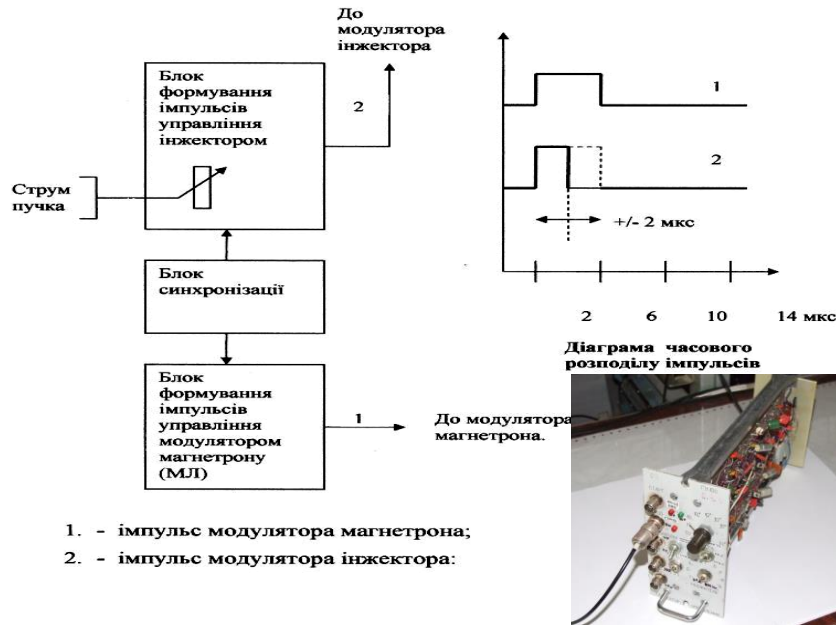 До
модулятора
інжектора
Блок
формування
імпульсів
управління
інжектором
2
Струм
пучка
Блок
синхронізації
Блок
формування
імпульсів
управління
модулятором
магнетрону
(МЛ)
1
До модулятора
магнетрона.
1
2
+/- 2 мкс
2 6 10 14 мкс
Діаграма часового
розподілу імпульсів
1. - імпульс модулятора магнетрона;
2. - імпульс модулятора інжектора: